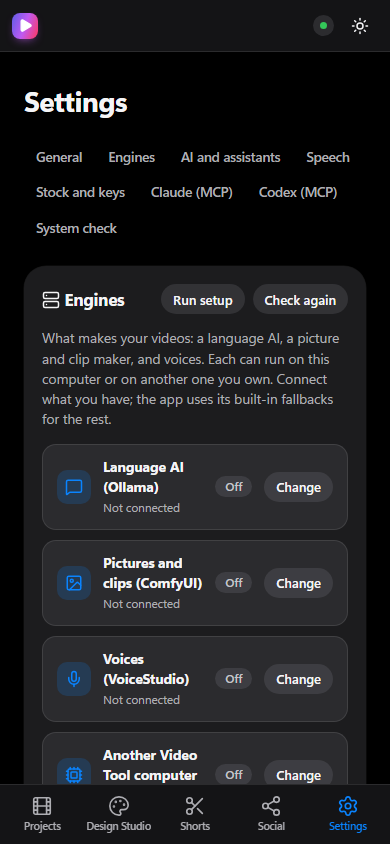 Settings
General Engines AI and assistants Speech
Stock and keys Claude (MCP) Codex (MCP)
System check
Engines Run setup Check again
What makes your videos: a language AI, a picture
and clip maker, and voices. Each can run on this
computer or on another one you own. Connect
what you have; the app uses its built-in fallbacks
for the rest.
Language AI
(Ollama)
Not connected
Off
Change
Pictures and
clips (ComfyUI)
Not connected
Off
Change
Voices
(VoiceStudio)
Not connected
Off
Change
Another Video
Tool computer
Off
Change
Projects Design Studio Shorts Social Settings